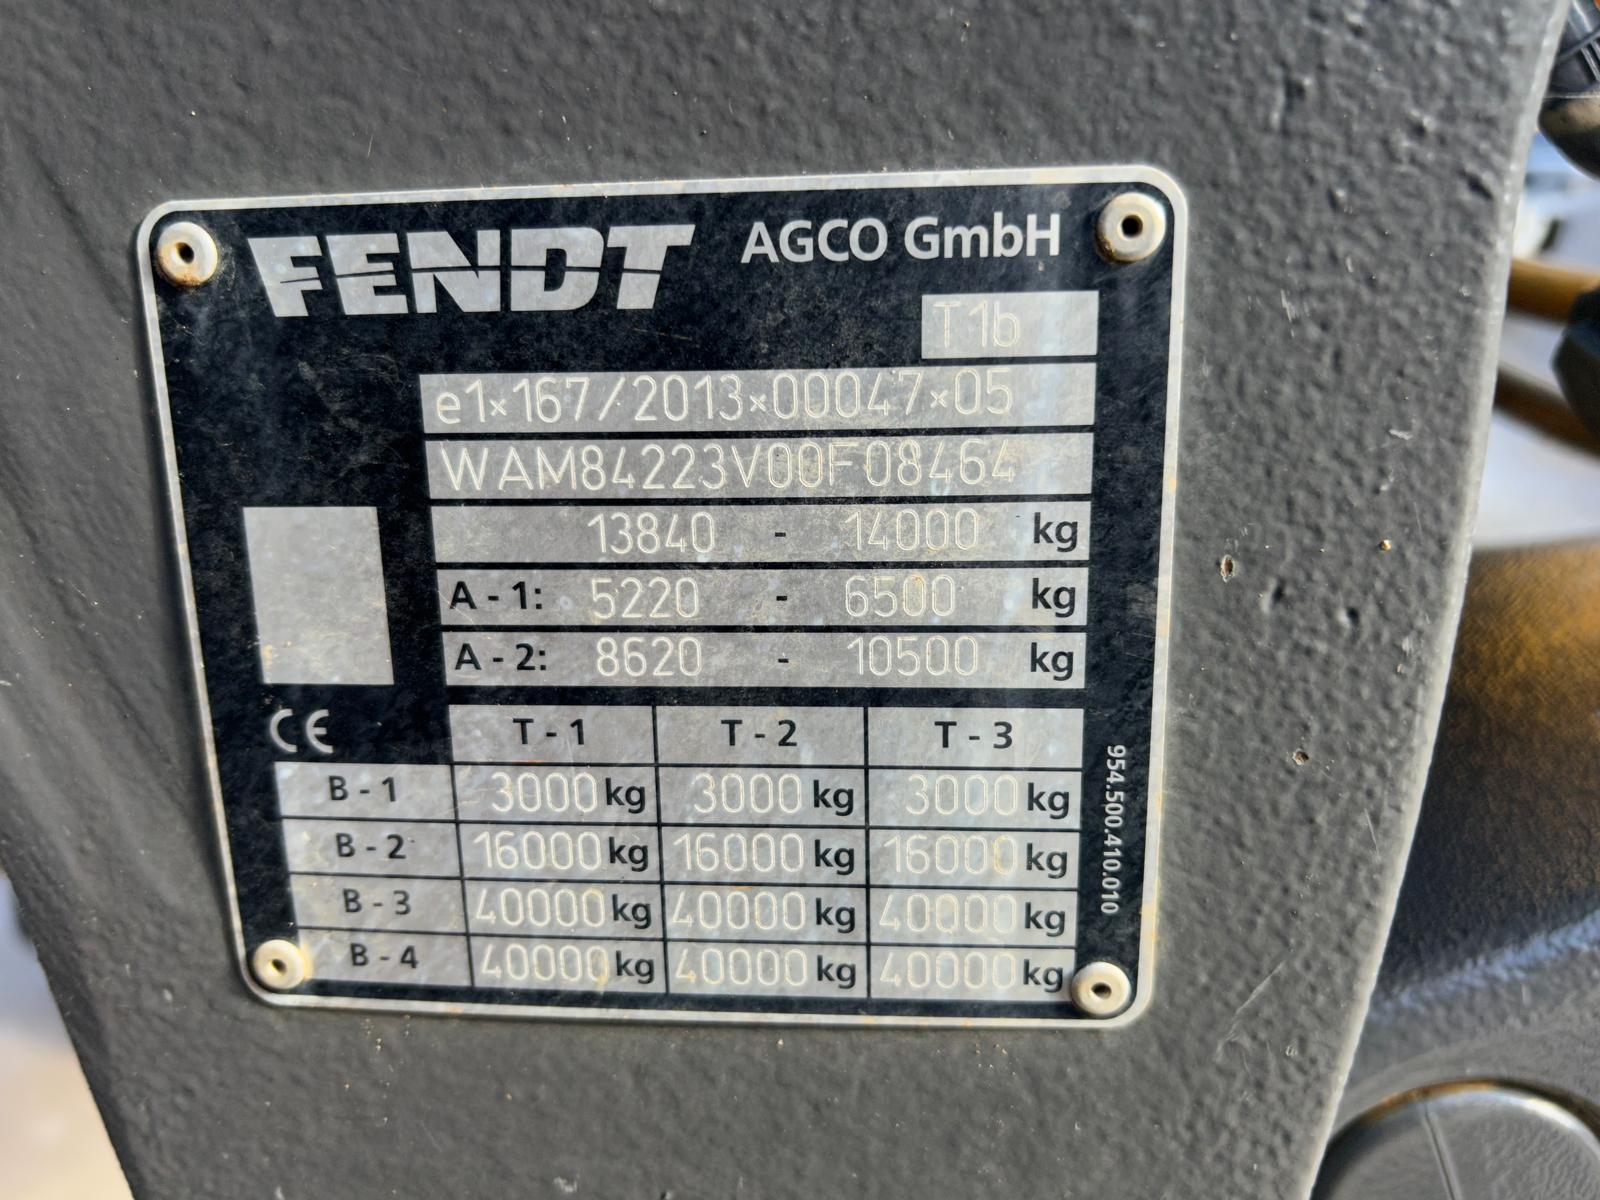 FENDT AGCO GmbH
T1b
e1×167/2013×00047×05
WAM84223V00F08464
13840 - 14000 kg
A - 1: 5220 - 6500 kg
A - 2: 8620 - 10500 kg
CE T - 1 T - 2 T - 3
B - 1 3000 kg 3000 kg 3000 kg
B - 2 16000 kg 16000 kg 16000 kg
B - 3 40000 kg 40000 kg 40000 kg
B - 4 40000 kg 40000 kg 40000 kg
954.500.410.010